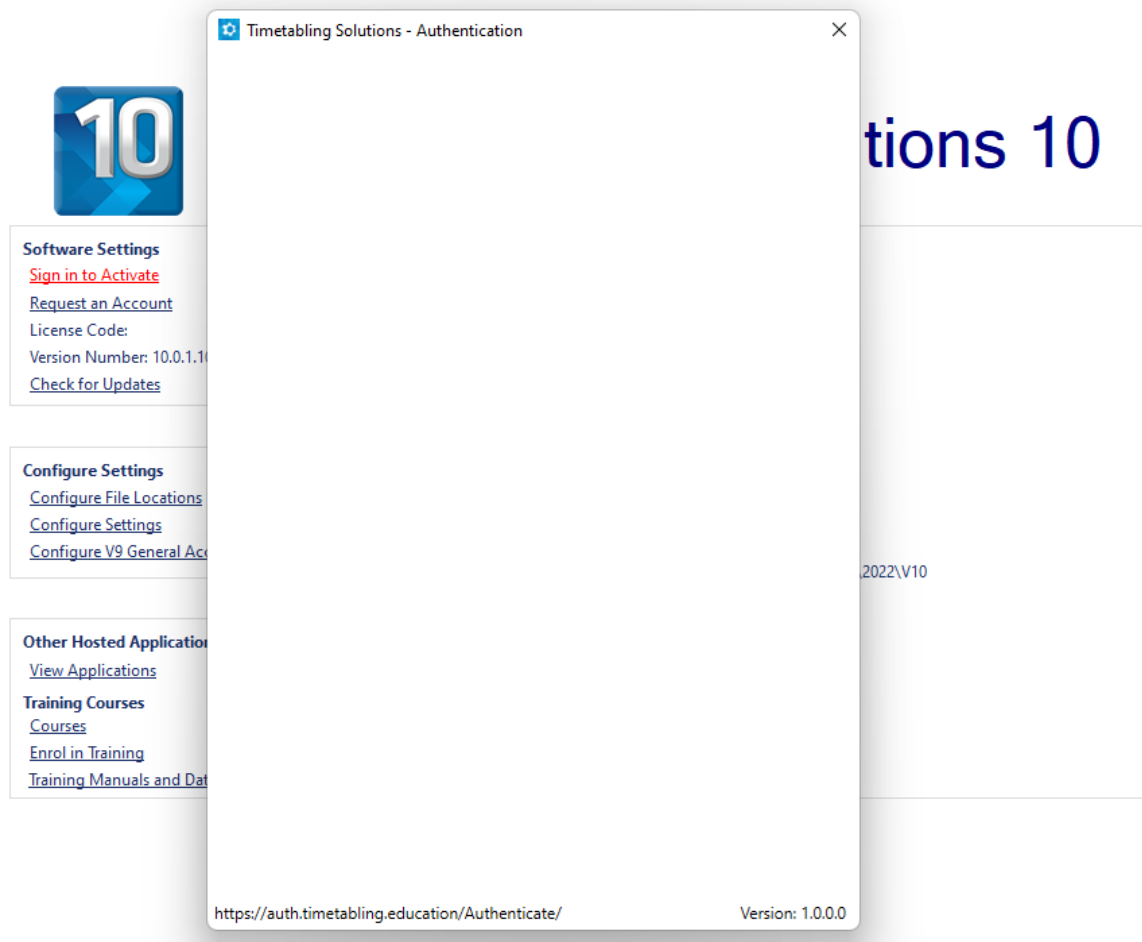 Timetabling Solutions - Authentication
10
tions 10
Software Settings
Sign in to Activate
Request an Account
License Code:
Version Number: 10.0.1.10
Check for Updates
Configure Settings
Configure File Locations
Configure Settings
Configure V9 General Acc
\2022\V10
Other Hosted Application
View Applications
Training Courses
Courses
Enrol in Training
Training Manuals and Dat
https://auth.timetabling.education/Authenticate/
Version: 1.0.0.0